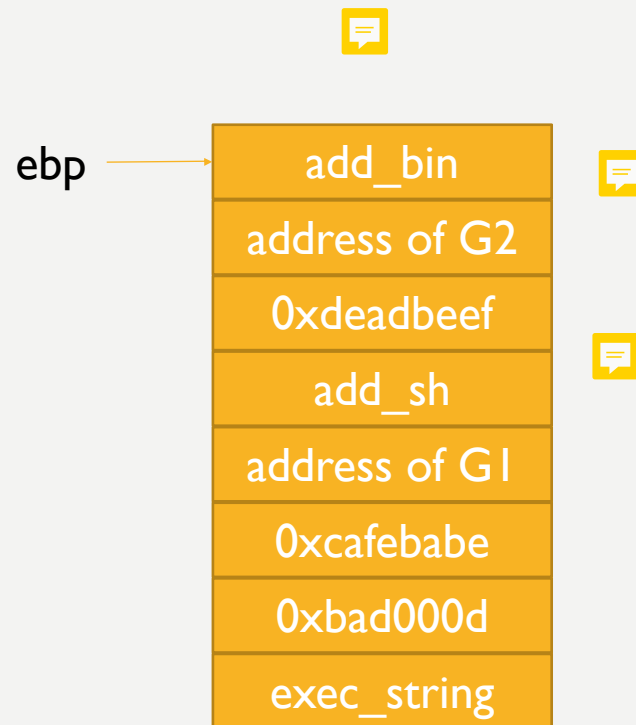 ebp
add_bin
address of G2
0xdeadbeef
add_sh
address of G1
0xcafebabe
0xbad000d
exec_string